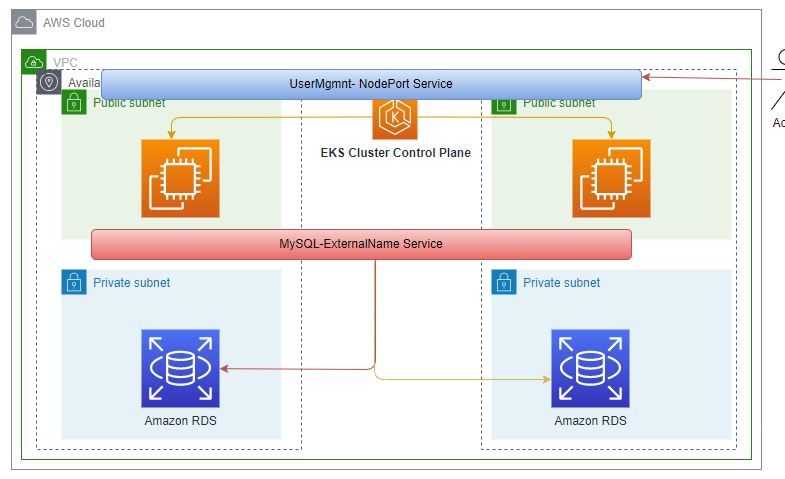 AWS Cloud
VPC
Availa
UserMgmnt- NodePort Service
Public subnet
Public subnet
EKS Cluster Control Plane
MySQL-ExternalName Service
Private subnet
Private subnet
Amazon RDS
Amazon RDS